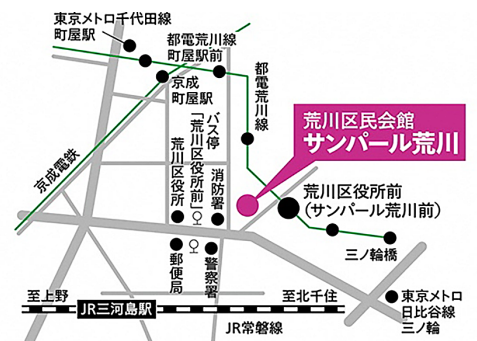 東京メトロ千代田線
町屋駅
都電荒川線
町屋駅前
京成
町屋駅
都電荒川線
京成電鉄
荒川区民会館
サンパール荒川
バス停
「荒川区役所前」
荒川区役所
消防署
荒川区役所前
(サンパール荒川前)
三ノ輪橋
郵便局
警察署
至上野
JR三河島駅
至北千住
JR常磐線
東京メトロ
日比谷線
三ノ輪